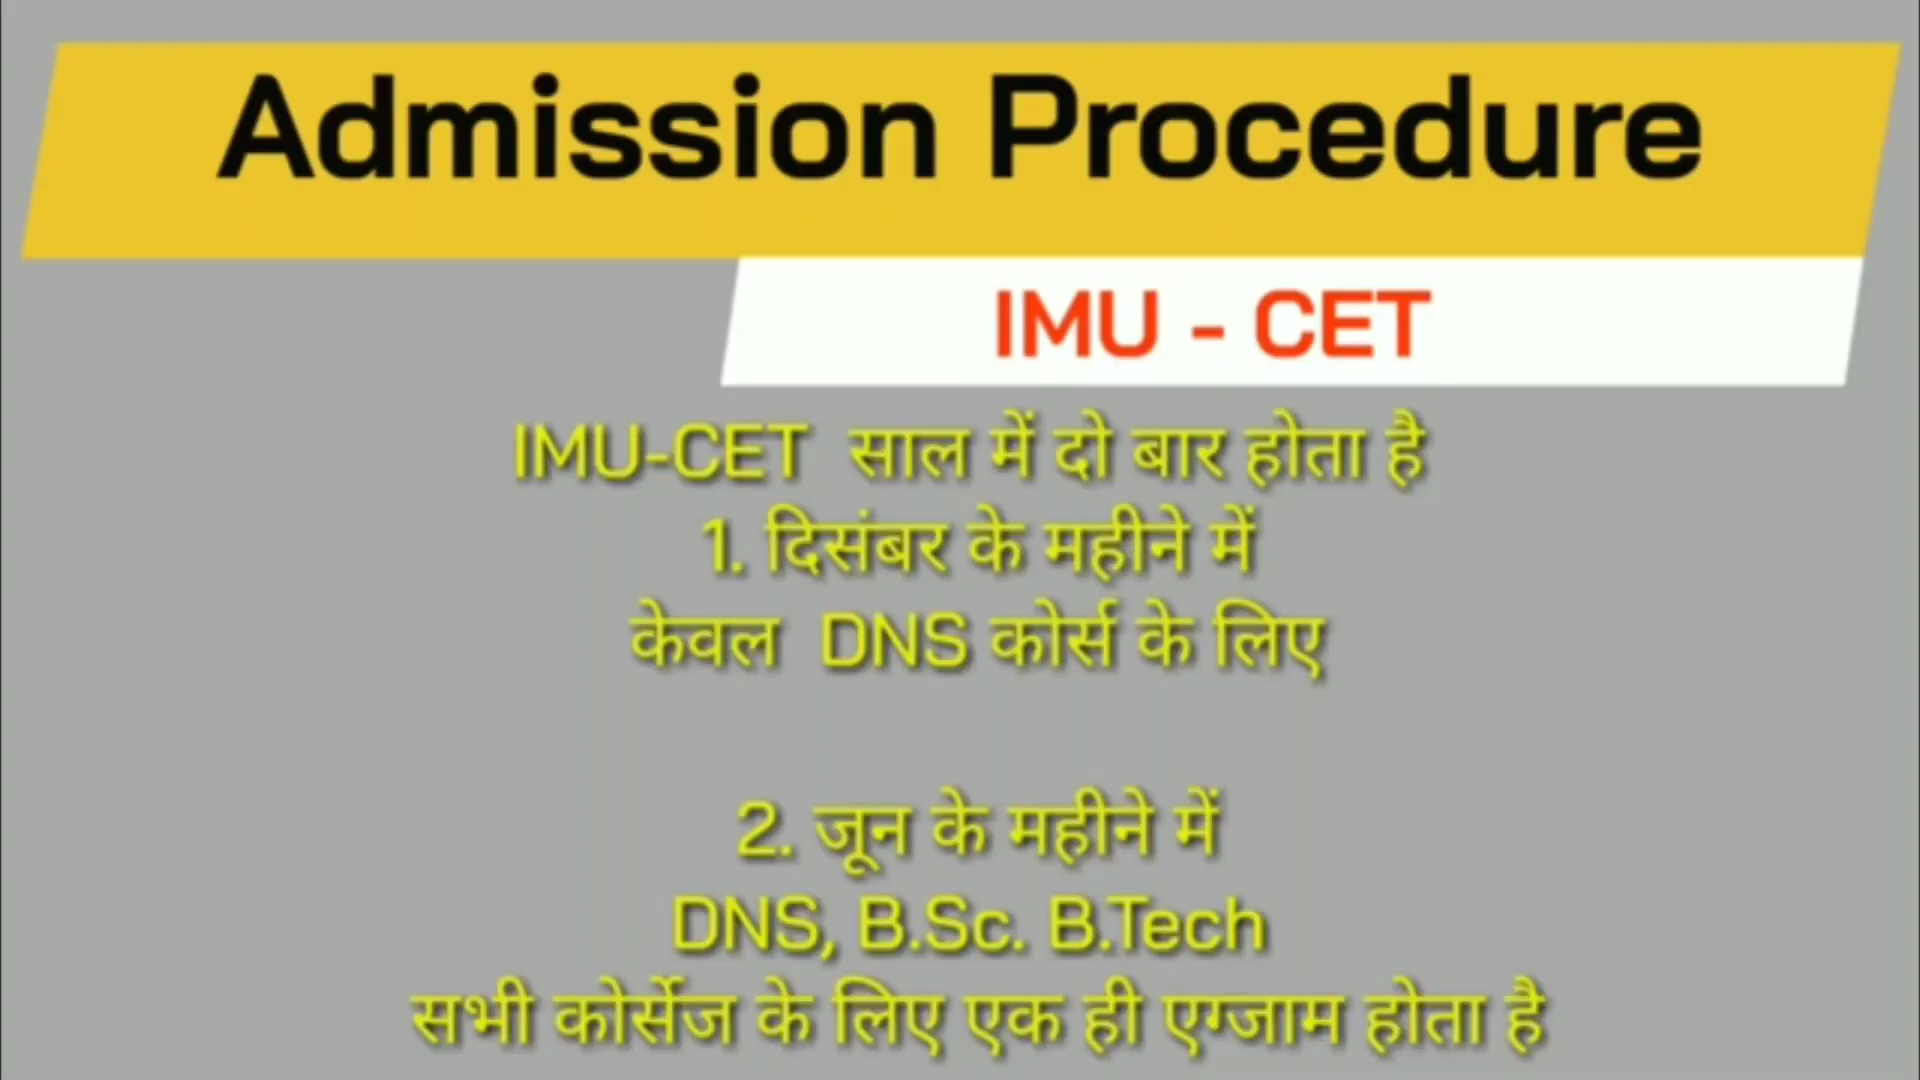 Admission Procedure
IMU - CET
IMU-CET साल में दो बार होता है
1. दिसंबर के महीने में
केवल DNS कोर्स के लिए
2. जून के महीने में
DNS, B.Sc. B.Tech
सभी कोर्सेज के लिए एक ही एग्जाम होता है